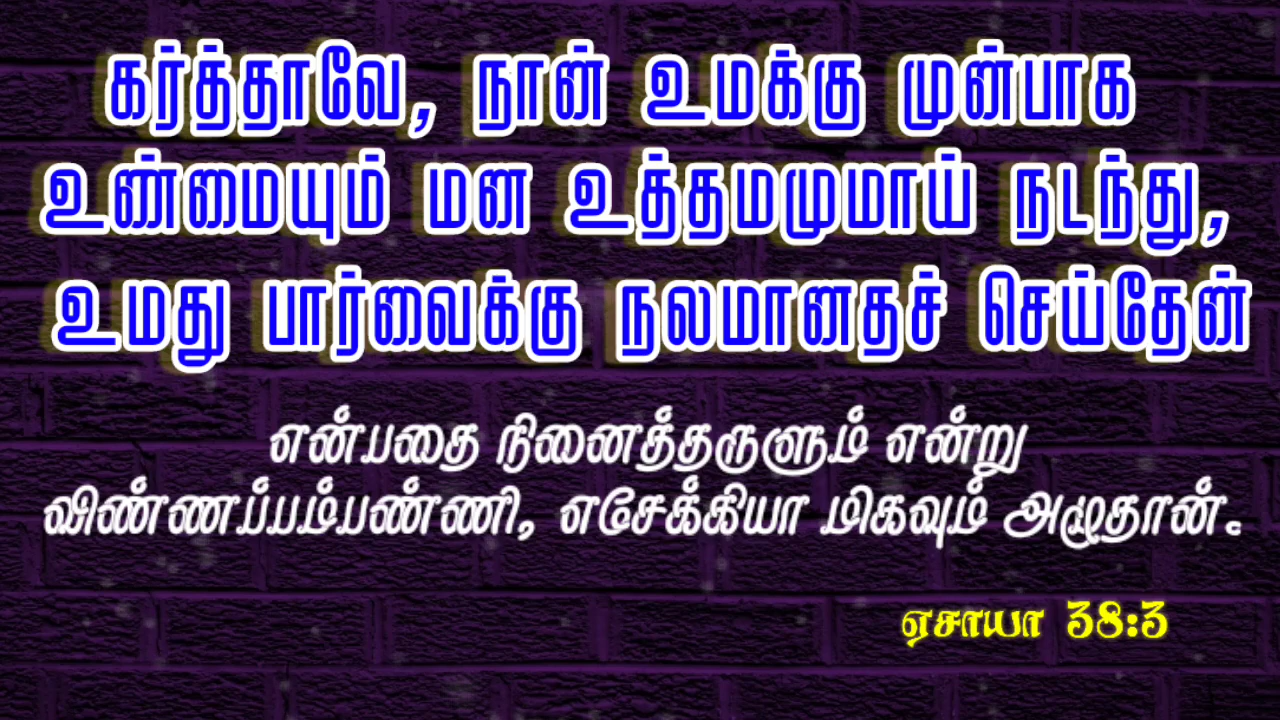 கர்த்தாவே, நான் உமக்கு முன்பாக
உண்மையும் மன உத்தமமுமாய் நடந்து,
உமது பார்வைக்கு நலமானதச் செய்தேன்
என்பதை நினைத்தருளும் என்று
விண்ணப்பம்பண்ணி, எசேக்கியா மிகவும் அழுதான்.
ஏசாயா 38:3